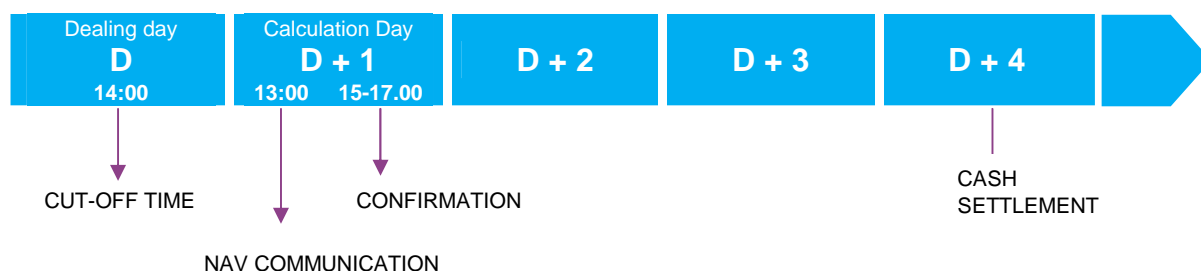 Dealing day
D
14:00
Calculation Day
D + 1
13:00 15-17.00
D + 2
D + 3
D + 4
CUT-OFF TIME
CONFIRMATION
CASH
SETTLEMENT
NAV COMMUNICATION